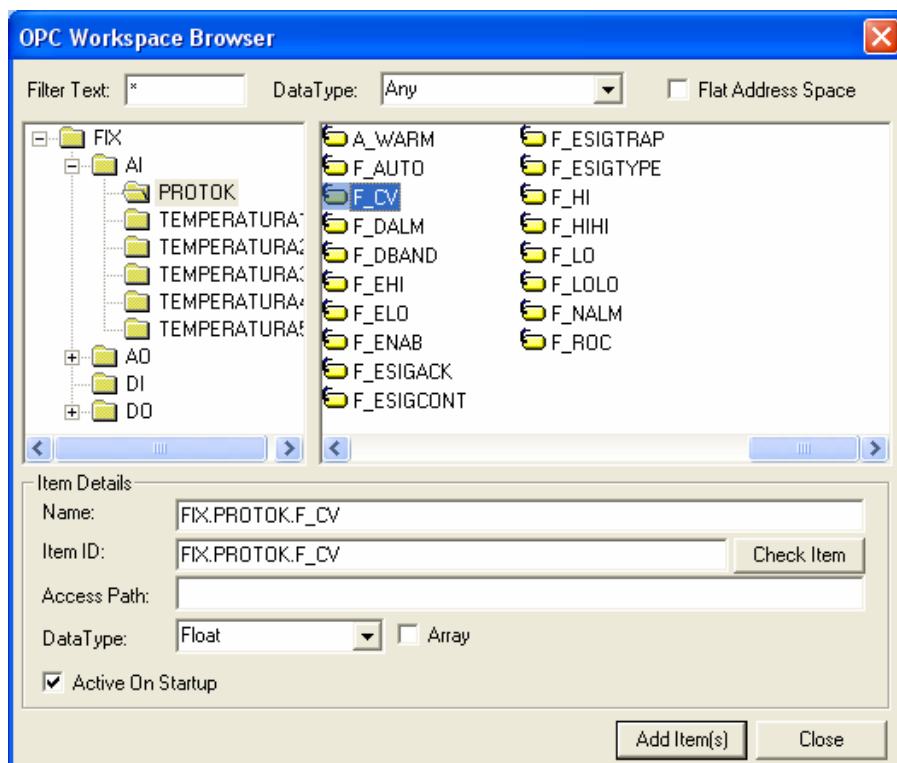 OPC Workspace Browser
Filter Text: * DataType: Any Flat Address Space
FIX
AI
PROTOK
TEMPERATURA1
TEMPERATURA2
TEMPERATURA3
TEMPERATURA4
TEMPERATURA5
AO
DI
DO
A_WARM
F_AUTO
F_CV
F_DALM
F_DBAND
F_EHI
F_ELO
F_ENAB
F_ESIGACK
F_ESIGCONT
F_ESIGTRAP
F_ESIGTYPE
F_HI
F_HIHI
F_LO
F_LOLO
F_NALM
F_ROC
Item Details
Name: FIX.PROTOK.F_CV
Item ID: FIX.PROTOK.F_CV Check Item
Access Path:
DataType: Float Array
Active On Startup
Add Item(s) Close